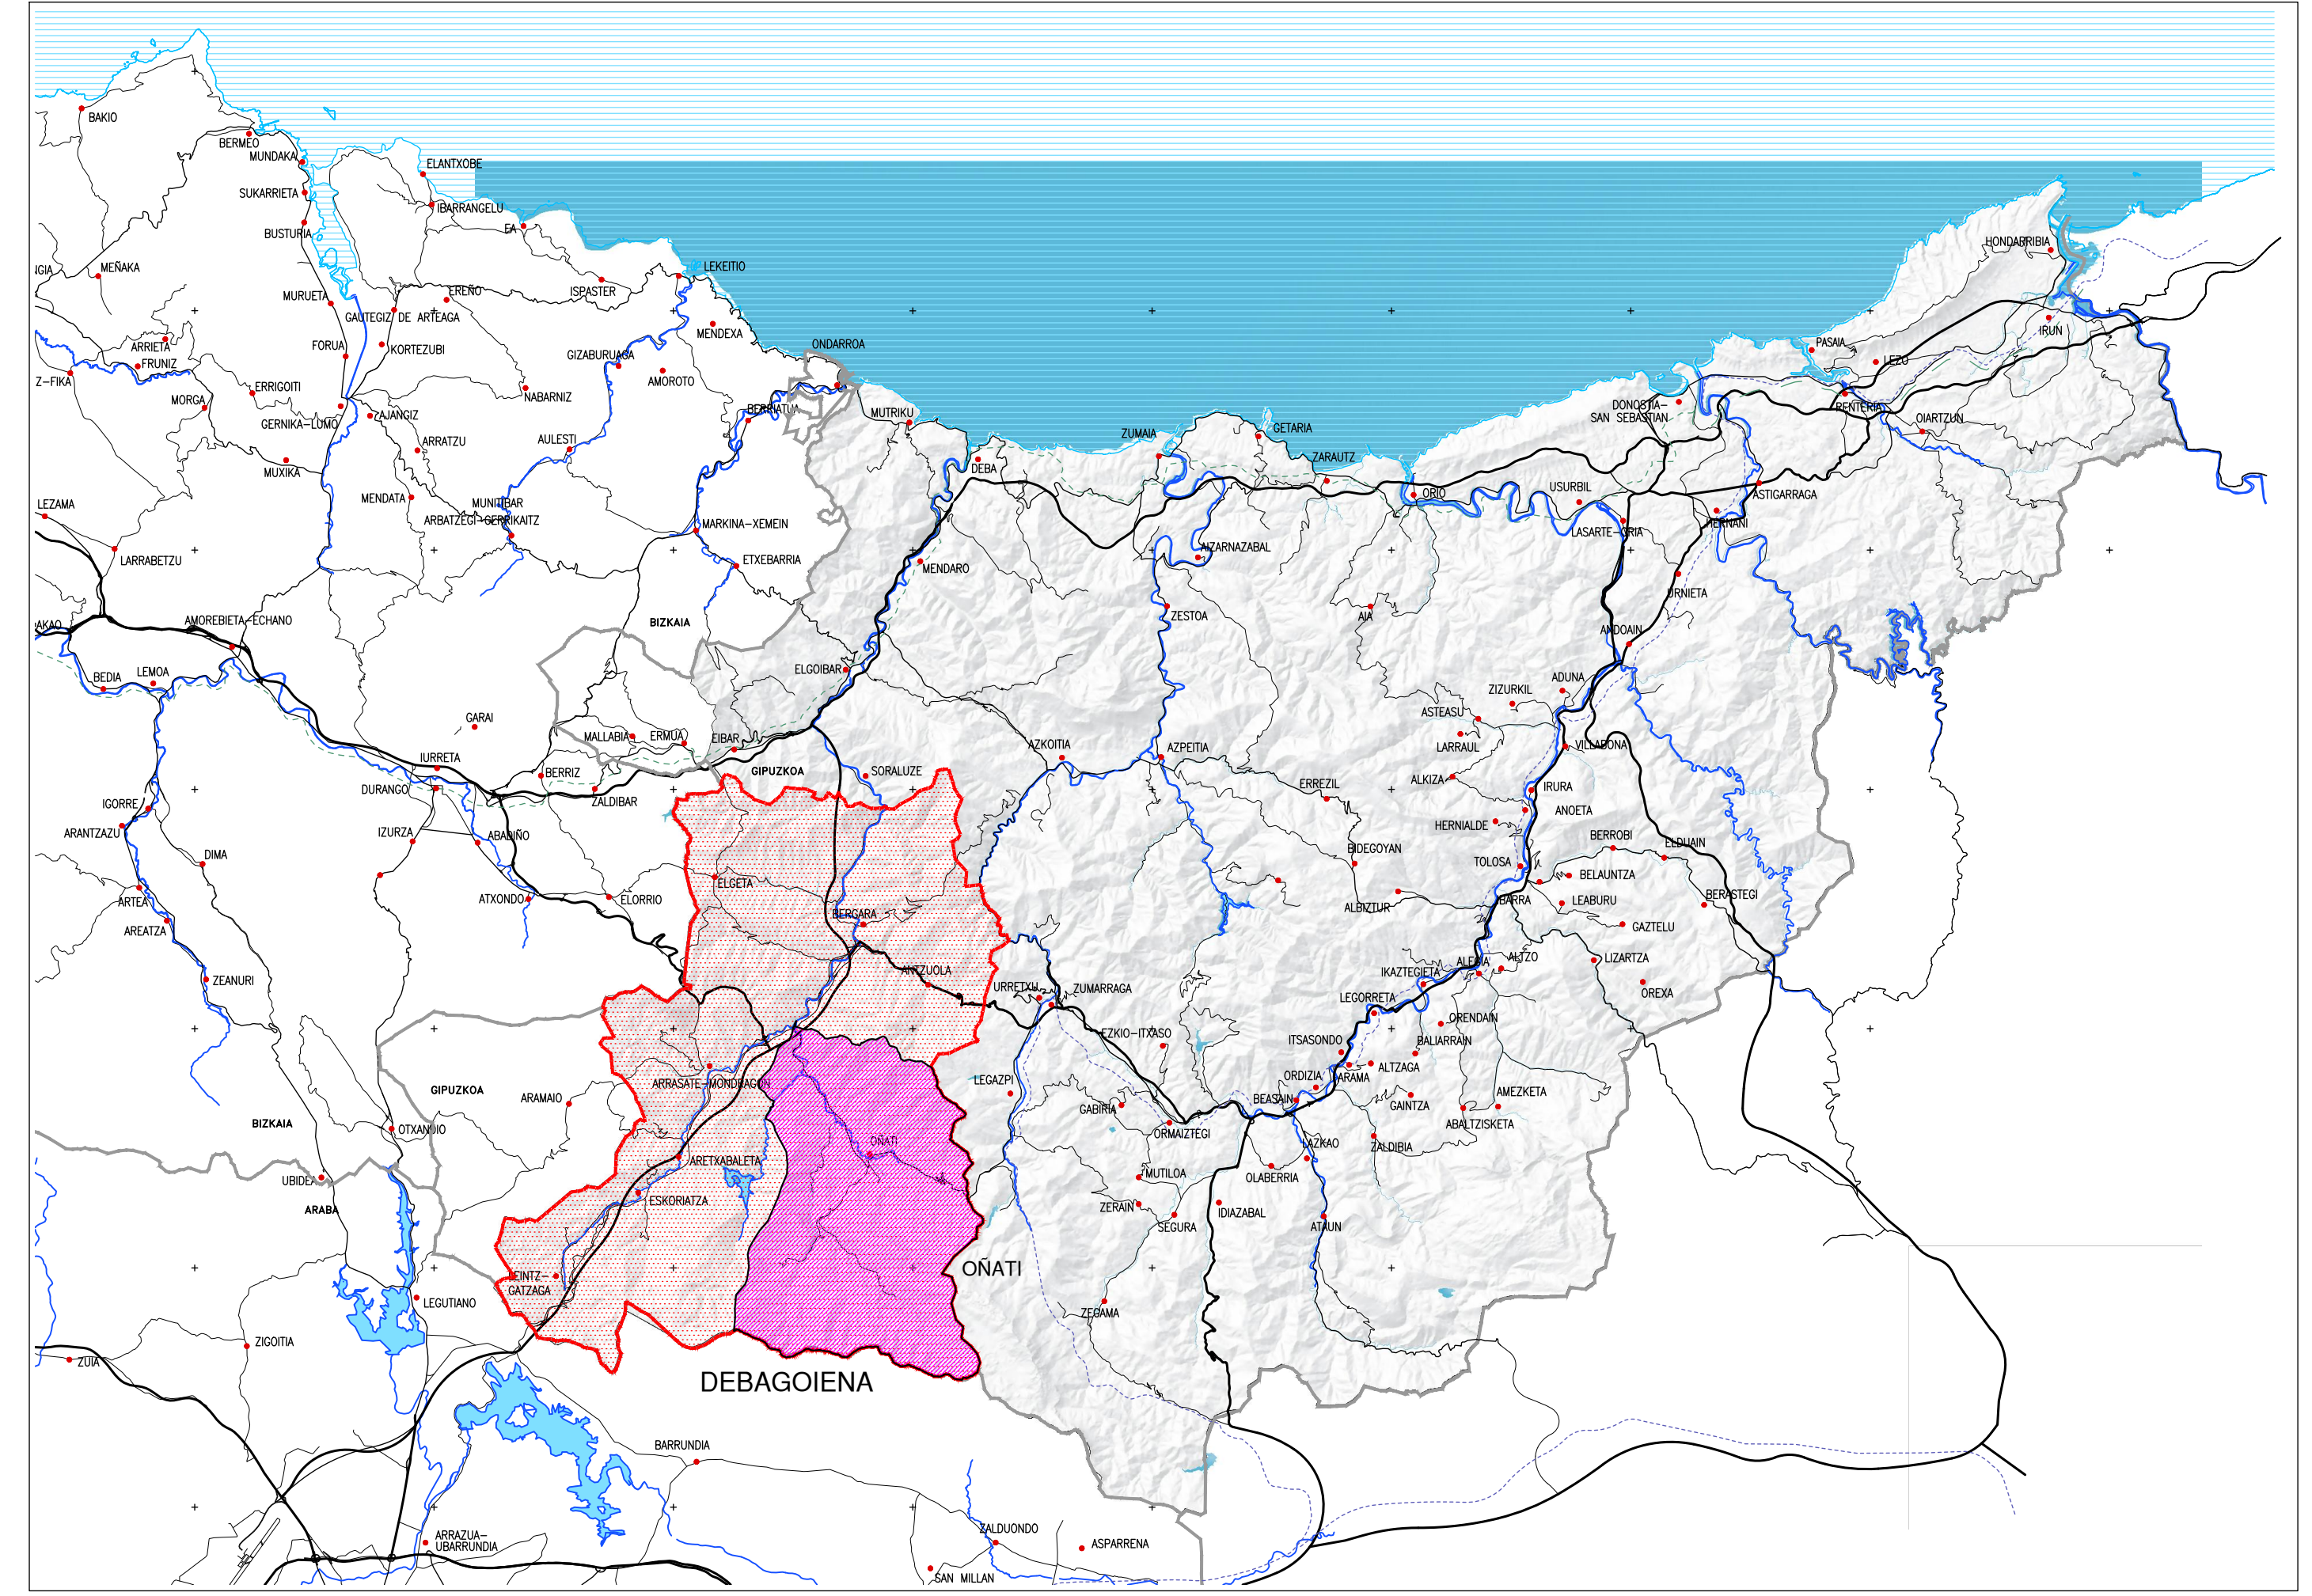 BAKIO
BERMEO
MUNDAKA
ELANTXOBE
SUKARRIETA
IBARRANGELU
EA
BUSTURIA
HONDARRIBIA
NGIA
MEÑAKA
LEKEITIO
EREÑO
ISPASTER
MURUETA
GAUTEGIZ DE ARTEAGA
MENDEXA
IRUN
ARRIETA
FRUNIZ
FORUA
KORTEZUBI
GIZABURUAGA
ONDARROA
PASAIA
LEZO
Z-FIKA
ERRIGOITI
AMOROTO
MORGA
NABARNIZ
AJANGIZ
BERRIATUA
MUTRIKU
DONOSTIA-
SAN SEBASTIAN
RENTERIA
OIARTZUN
GERNIKA-LUMO
ARRATZU
AULESTI
ZUMAIA
GETARIA
MUXIKA
DEBA
ZARAUTZ
LEZAMA
MENDATA
MUNITIBAR
ARBATZEGI-GERRIKAITZ
MARKINA-XEMEIN
ORIO
USURBIL
ASTIGARRAGA
LASARTE-ORIA
HERNANI
LARRABETZU
ETXEBARRIA
MENDARO
AIZARNAZABAL
URNIETA
AKAO
AMOREBIETA-ECHANO
BIZKAIA
ZESTOA
AIA
ANDOAIN
BEDIA
LEMOA
ELGOIBAR
ADUNA
ZIZURKIL
GARAI
ASTEASU
MALLABIA
ERMUA
EIBAR
AZKOITIA
AZPEITIA
LARRAUL
VILLABONA
IURRETA
BERRIZ
GIPUZKOA
SORALUZE
ERREZIL
ALKIZA
IRURA
DURANGO
ZALDIBAR
ANOETA
IGORRE
ARANTZAZU
IZURZA
ABADIÑO
HERNIALDE
BERROBI
ELDUAIN
DIMA
BIDEGOYAN
TOLOSA
BELAUNTZA
ELGETA
ARTEA
ATXONDO
ELORRIO
ALBIZTUR
IBARRA
LEABURU
BERASTEGI
AREATZA
BERGARA
GAZTELU
ZEANURI
ANTZUOLA
IKAZTEGIETA
ALEGIA
ALTZO
LIZARTZA
URRETXU
ZUMARRAGA
LEGORRETA
OREXA
EZKIO-ITXASO
ORENDAIN
ITSASONDO
BALIARRAIN
ARRASATE-MONDRAGON
LEGAZPI
ORDIZIA
ARAMA
ALTZAGA
GIPUZKOA
ARAMAIO
GABIRIA
BEASAIN
GAINTZA
AMEZKETA
BIZKAIA
OTXANDIO
ORMAIZTEGI
ABALTZISKETA
OÑATI
LAZKAO
ZALDIBIA
ARETXABALETA
UBIDEA
ESKORIATZA
MUTILOA
OLABERRIA
ARABA
ZERAIN
SEGURA
IDIAZABAL
ATAUN
LEINTZ-
GATZAGA
OÑATI
LEGUTIANO
ZEGAMA
ZIGOITIA
ZUIA
DEBAGOIENA
BARRUNDIA
ARRAZUA-
UBARRUNDIA
ZALDUONDO
ASPARRENA
SAN MILLAN